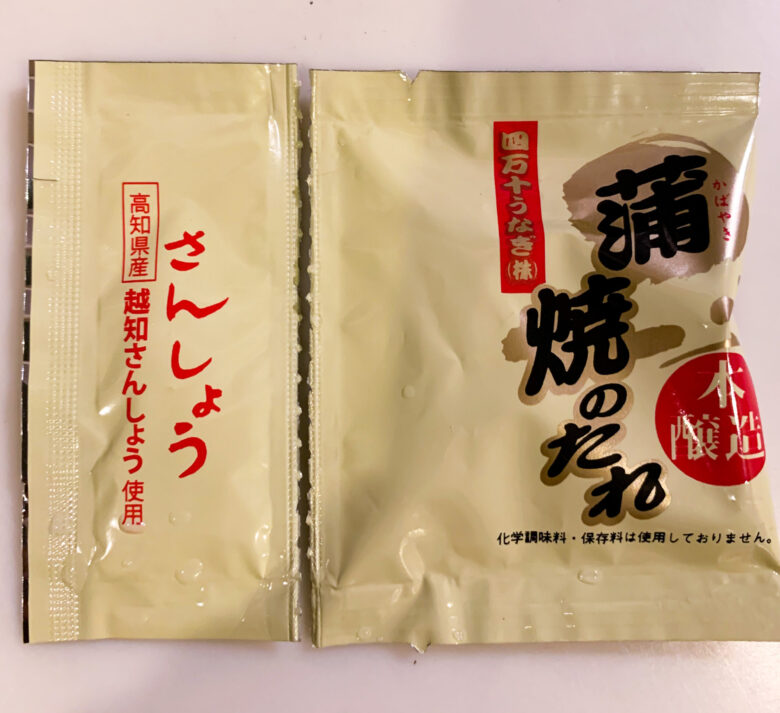 さんしょう
高知県産
越知さんしょう使用
四万十うなぎ(株)
かばやき
蒲焼のたれ
本醸造
化学調味料・保存料は使用しておりません。